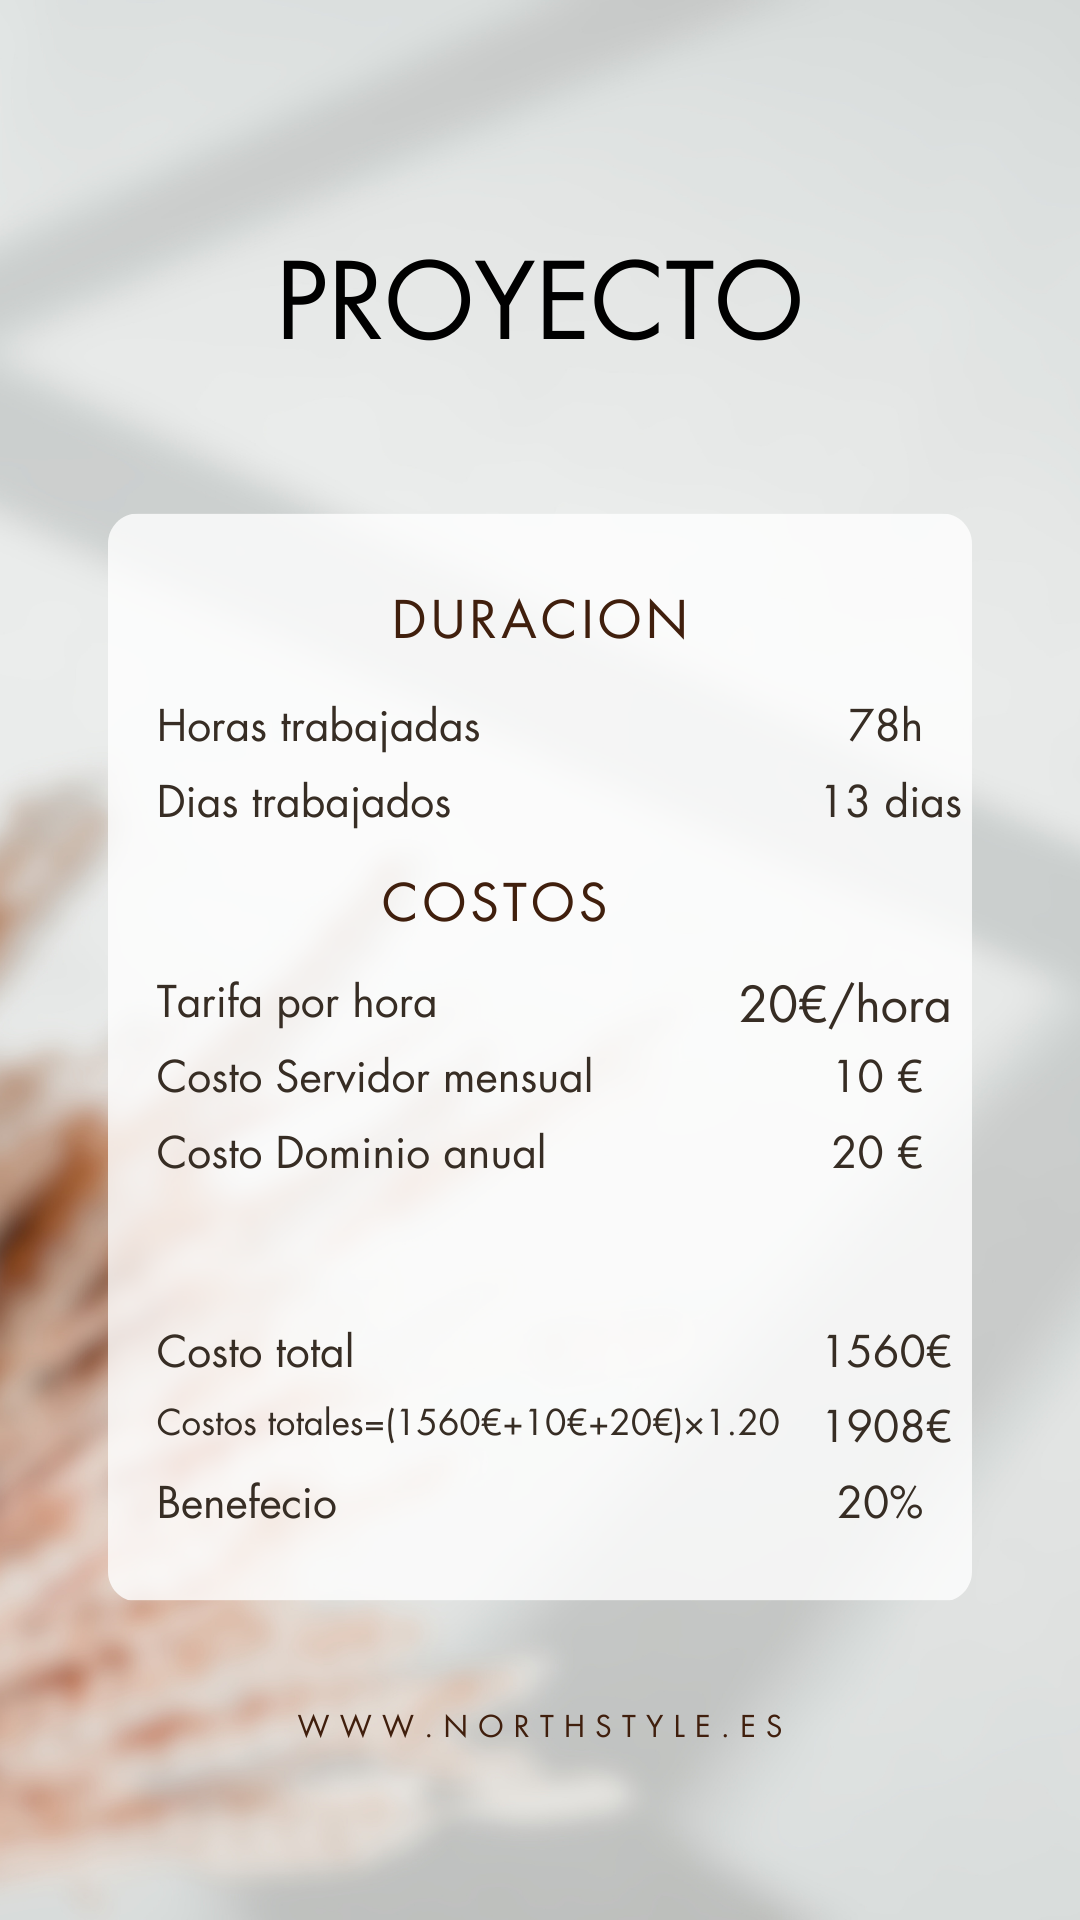 PROYECTO
DURACION
Horas trabajadas 78h
Dias trabajados 13 dias
COSTOS
Tarifa por hora 20€/hora
Costo Servidor mensual 10 €
Costo Dominio anual 20 €
Costo total 1560€
Costos totales=(1560€+10€+20€)×1.20 1908€
Benefecio 20%
WWW.NORTHSTYLE.ES